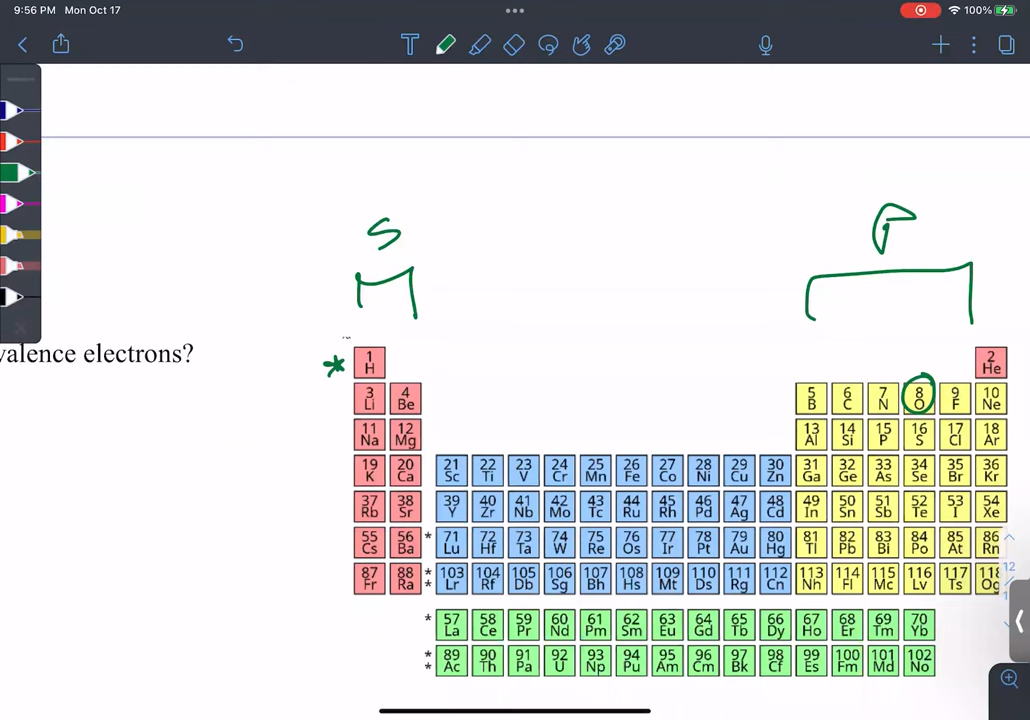 9:56 PM Mon Oct 17
100%
T
S
P
valence electrons?
*
1 2
H He
3 4 5 6 7 8 9 10
Li Be B C N O F Ne
11 12 13 14 15 16 17 18
Na Mg Al Si P S Cl Ar
19 20 21 22 23 24 25 26 27 28 29 30 31 32 33 34 35 36
K Ca Sc Ti V Cr Mn Fe Co Ni Cu Zn Ga Ge As Se Br Kr
37 38 39 40 41 42 43 44 45 46 47 48 49 50 51 52 53 54
Rb Sr Y Zr Nb Mo Tc Ru Rh Pd Ag Cd In Sn Sb Te I Xe
55 56 * 71 72 73 74 75 76 77 78 79 80 81 82 83 84 85 86
Cs Ba Lu Hf Ta W Re Os Ir Pt Au Hg Tl Pb Bi Po At Rn
87 88 * 103 104 105 106 107 108 109 110 111 112 113 114 115 116 117 118
Fr Ra * Lr Rf Db Sg Bh Hs Mt Ds Rg Cn Nh Fl Mc Lv Ts Og
12
* 57 58 59 60 61 62 63 64 65 66 67 68 69 70
La Ce Pr Nd Pm Sm Eu Gd Tb Dy Ho Er Tm Yb
* 89 90 91 92 93 94 95 96 97 98 99 100 101 102
* Ac Th Pa U Np Pu Am Cm Bk Cf Es Fm Md No